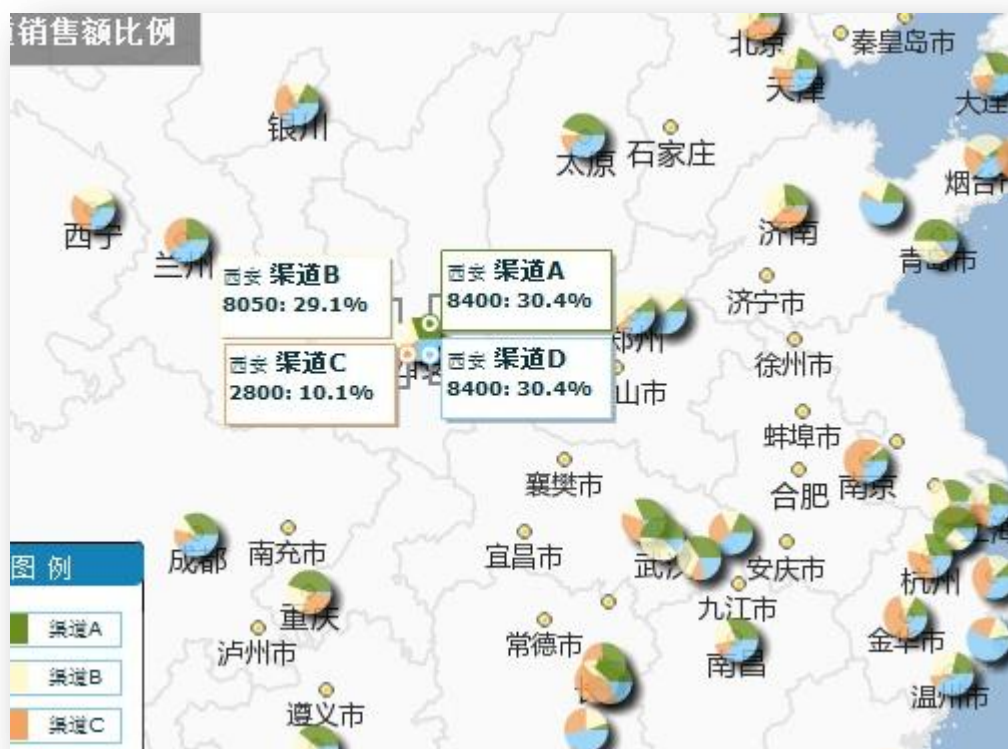 销售额比例
北京
秦皇岛市
天津
大连
银川
太原
石家庄
烟台市
西宁
济南
兰州
青岛市
西安 渠道B
8050: 29.1%
西安 渠道A
8400: 30.4%
济宁市
郑州
西安 渠道C
2800: 10.1%
西安 渠道D
8400: 30.4%
徐州市
山市
蚌埠市
襄樊市
合肥
南京
成都
南充市
宜昌市
武汉
安庆市
上海
杭州
图 例
九江市
重庆
渠道A
泸州市
常德市
南昌
金华市
渠道B
温州市
渠道C
遵义市